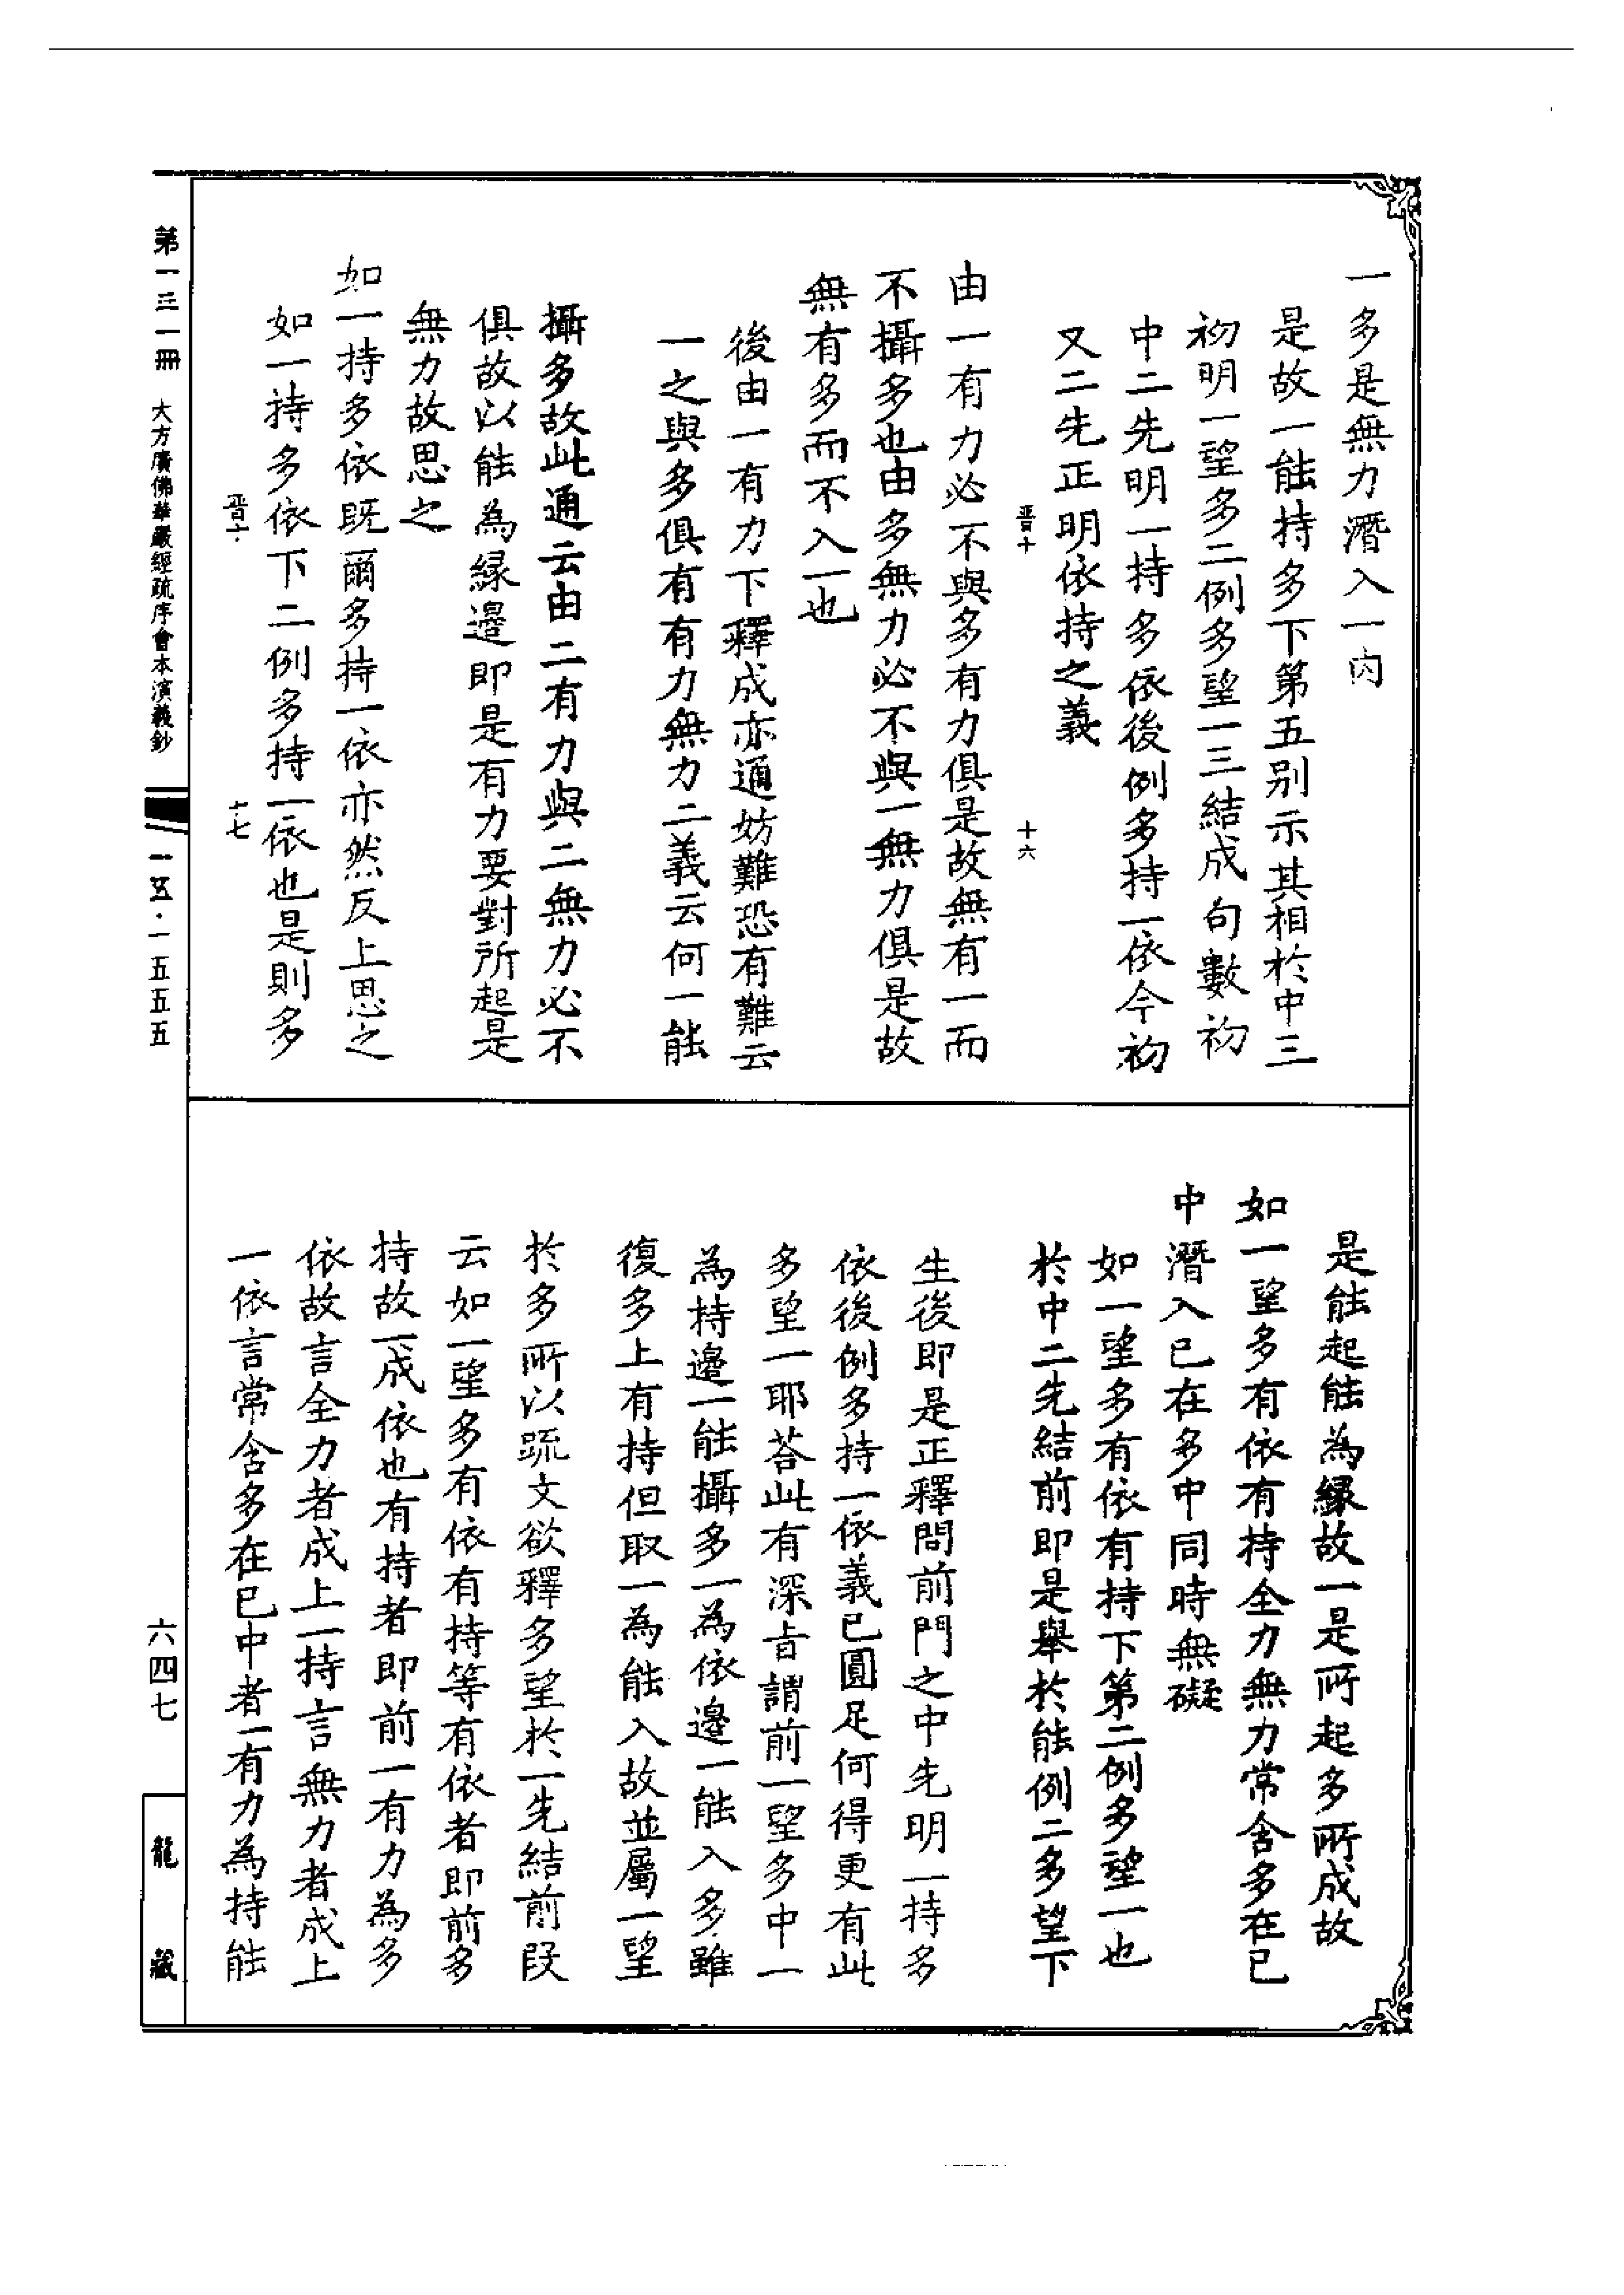 一多是無力潛入一內
是故一能持多下第五別示其相於中三
初明一望多二例多望一三結成句數初
中二先明一持多依後例多持一依今初
又二先正明依持之義
晋十
十六
由一有力必不與多有力俱是故無有一而
不攝多也由多無力必不與一無力俱是故
無有多而不入一也
後由一有力下釋成亦通妨難恐有難云
一之與多俱有有力無力二義云何一能
攝多故此通云由二有力與二無力必不
俱故以能為緣邊即是有力要對所起是
無力故思之
如一持多依既爾多持一依亦然反上思之
如一持多依下二例多持一依也是則多
晋十
十七
是能起能為緣故一是所起多所成故
如一望多有依有持全力無力常含多在已
中潛入已在多中同時無礙
如一望多有依有持下第二例多望一也
於中二先結前即是舉於能例二多望下
生後即是正釋問前門之中先明一持多
依後例多持一依義已圓足何得更有此
多望一耶荅此有深旨謂前一望多中一
為持邊一能攝多一為依邊一能入多雖
復多上有持但取一為能入故並屬一望
於多所以疏文欲釋多望於一先結前段
云如一望多有依有持等有依者即前多
持故一成依也有持者即前一有力為多
依故言全力者成上一持言無力者成上
一依言常含多在已中者一有力為持能
第一三一冊　大方廣佛華嚴經疏序會本演義鈔
一五·一五五五
六四七
龍藏